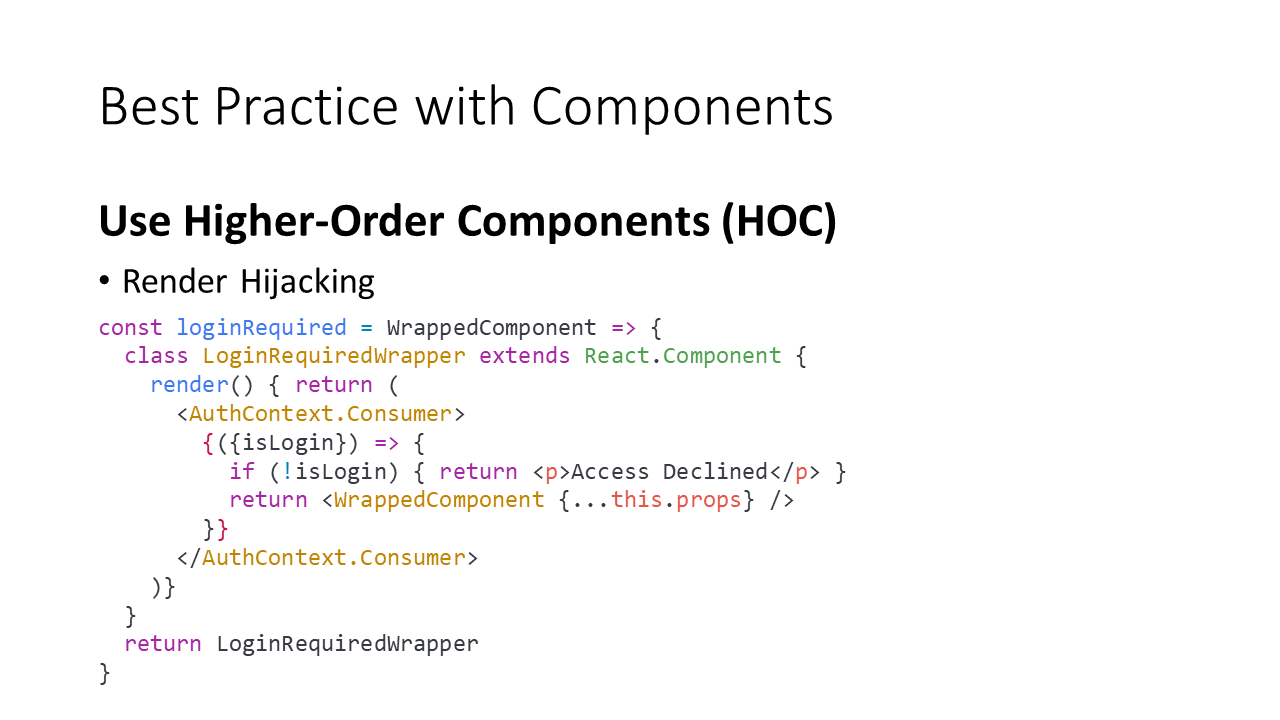 Best Practice with Components
Use Higher-Order Components (HOC)
• Render Hijacking
const loginRequired = WrappedComponent => {
  class LoginRequiredWrapper extends React.Component {
    render() { return (
      <AuthContext.Consumer>
        {({isLogin}) => {
          if (!isLogin) { return <p>Access Declined</p> }
          return <WrappedComponent {...this.props} />
        }}
      </AuthContext.Consumer>
    )}
  }
  return LoginRequiredWrapper
}